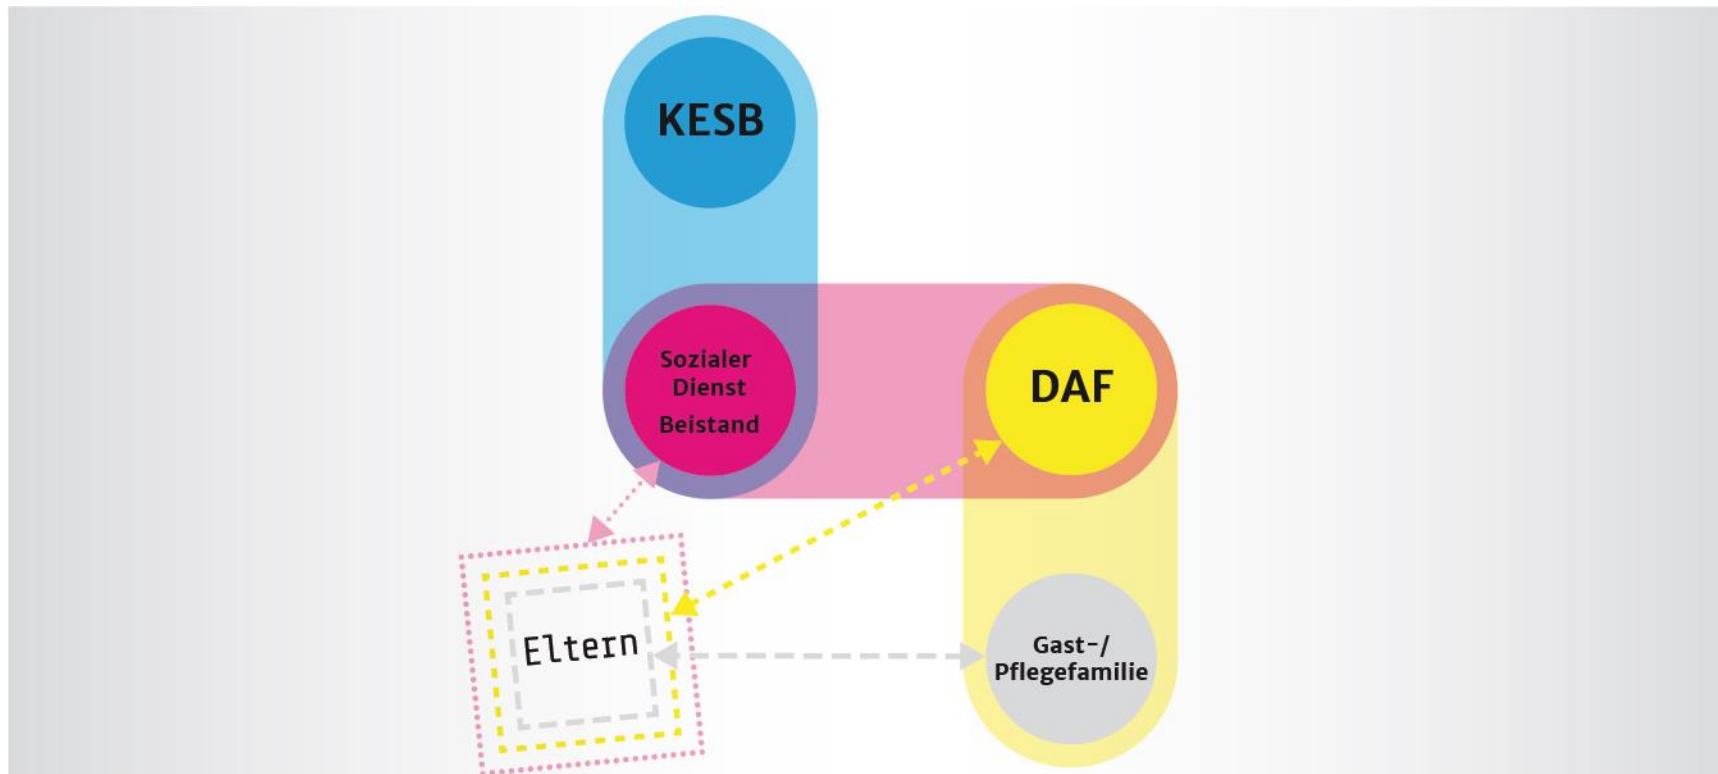 KESB
Sozialer
Dienst
Beistand
DAF
Eltern
Gast-/
Pflegefamilie